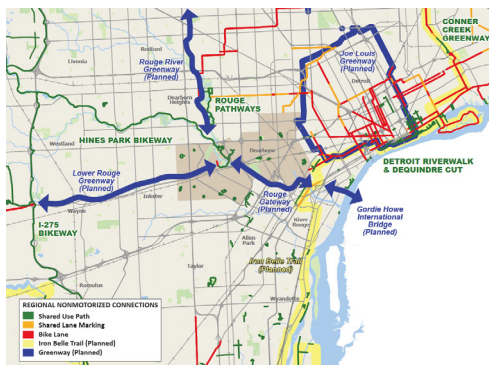 CONNER
CREEK
GREENWAY
Joe Louis
Greenway
(Planned)
Detroit
Redford
Livonia
Rouge River
Greenway
(Planned)
Dearborn
Heights
ROUGE
PATHWAYS
HINES PARK BIKEWAY
Westland
Dearborn
DETROIT RIVERWALK
& DEQUINDRE CUT
Lower Rouge
Greenway
(Planned)
Rouge
Gateway
(Planned)
Gordie Howe
International
Bridge
(Planned)
Inkster
Wayne
I-275
BIKEWAY
River
Rouge
Allen
Park
Iron Belle Trail
(Planned)
Taylor
Romulus
Wyandotte
REGIONAL NONMOTORIZED CONNECTIONS
Shared Use Path
Shared Lane Marking
Bike Lane
Iron Belle Trail (Planned)
Greenway (Planned)